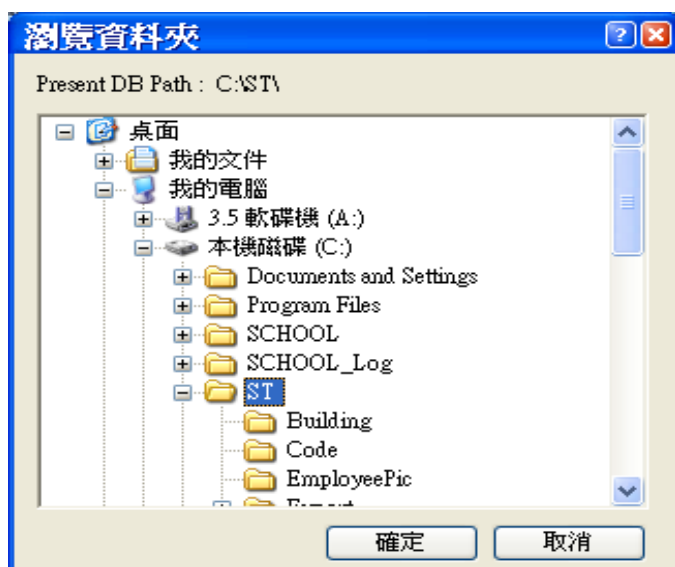 瀏覽資料夾
Present DB Path : C:\ST\
桌面
我的文件
我的電腦
3.5 軟碟機 (A:)
本機磁碟 (C:)
Documents and Settings
Program Files
SCHOOL
SCHOOL_Log
ST
Building
Code
EmployeePic
確定 取消